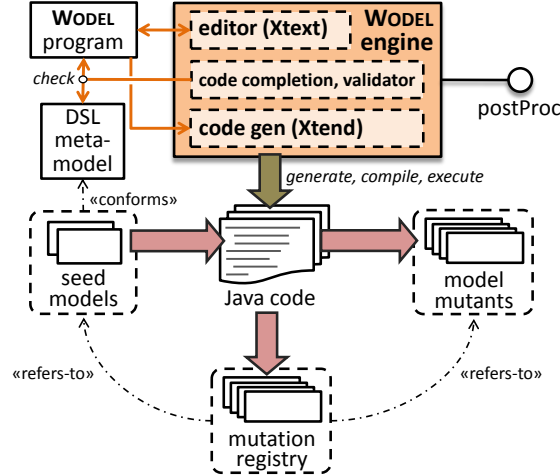 WODEL
program
editor (Xtext)
WODEL
engine
check
code completion, validator
postProc
DSL
meta-
model
code gen (Xtend)
generate, compile, execute
«conforms»
seed
models
Java code
model
mutants
«refers-to»
«refers-to»
mutation
registry